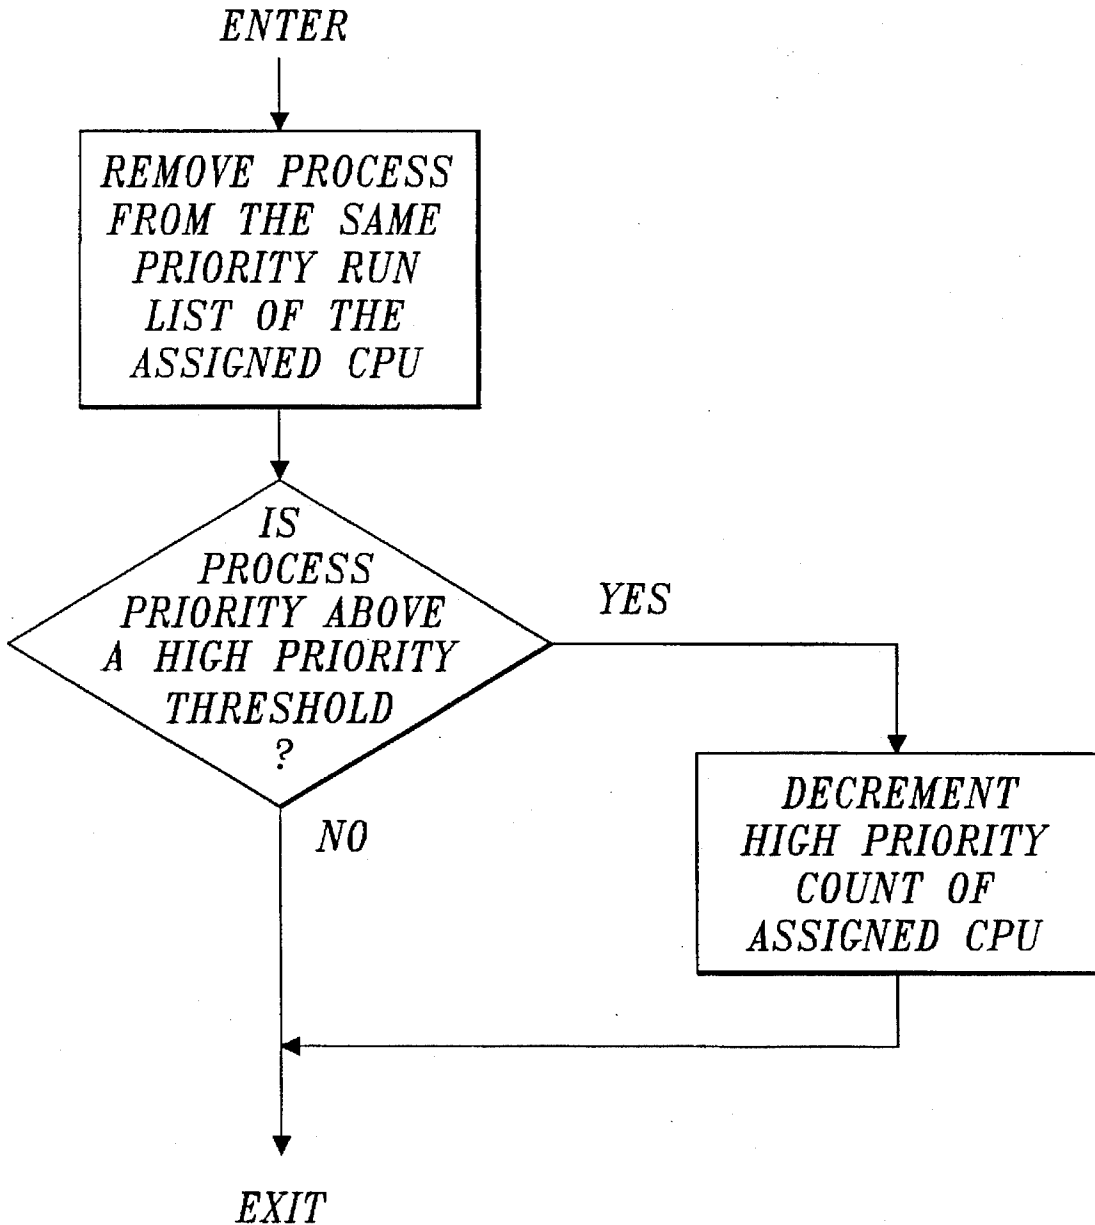 ENTER
REMOVE PROCESS
FROM THE SAME
PRIORITY RUN
LIST OF THE
ASSIGNED CPU
IS
PROCESS
PRIORITY ABOVE
A HIGH PRIORITY
THRESHOLD
?
YES
NO
DECREMENT
HIGH PRIORITY
COUNT OF
ASSIGNED CPU
EXIT